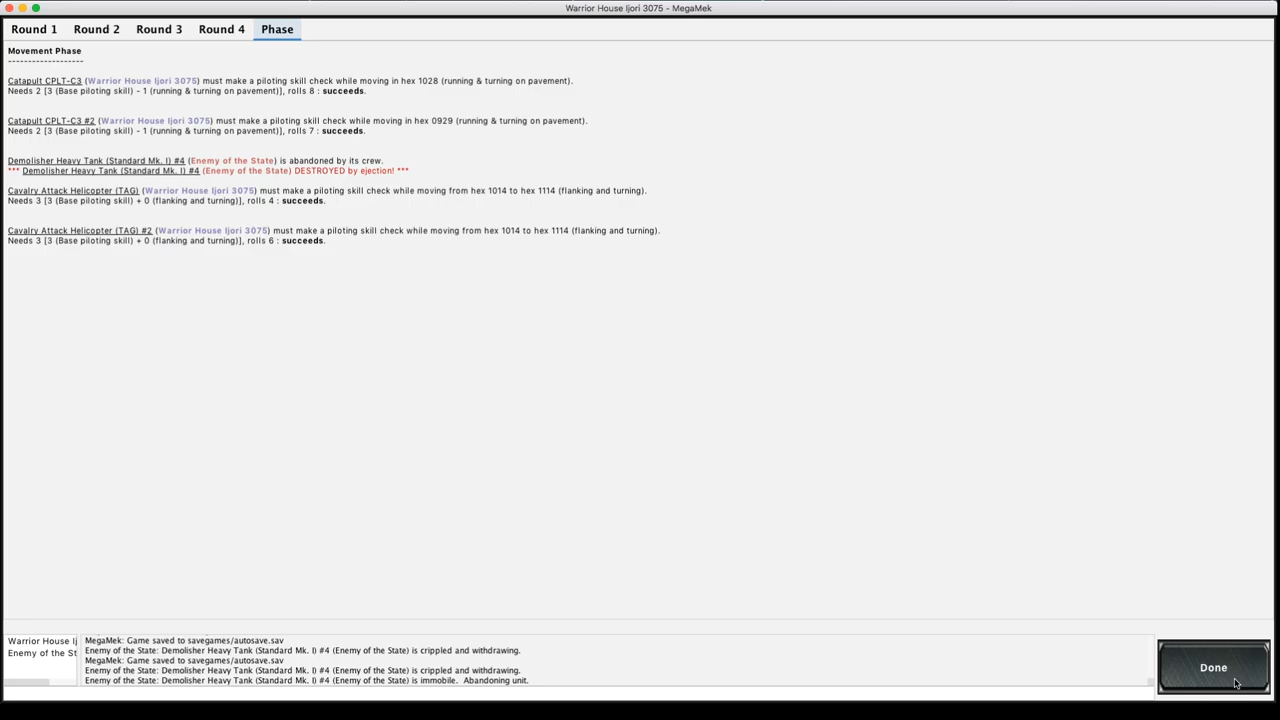 Warrior House Ijori 3075 - MegaMek
Round 1 Round 2 Round 3 Round 4 Phase
Movement Phase
-------------------
Catapult CPLT-C3 (Warrior House Ijori 3075) must make a piloting skill check while moving in hex 1028 (running & turning on pavement).
Needs 2 [3 (Base piloting skill) - 1 (running & turning on pavement)], rolls 8 : succeeds.
Catapult CPLT-C3 #2 (Warrior House Ijori 3075) must make a piloting skill check while moving in hex 0929 (running & turning on pavement).
Needs 2 [3 (Base piloting skill) - 1 (running & turning on pavement)], rolls 7 : succeeds.
Demolisher Heavy Tank (Standard Mk. I) #4 (Enemy of the State) is abandoned by its crew.
*** Demolisher Heavy Tank (Standard Mk. I) #4 (Enemy of the State) DESTROYED by ejection! ***
Cavalry Attack Helicopter (TAG) (Warrior House Ijori 3075) must make a piloting skill check while moving from hex 1014 to hex 1114 (flanking and turning).
Needs 3 [3 (Base piloting skill) + 0 (flanking and turning)], rolls 4 : succeeds.
Cavalry Attack Helicopter (TAG) #2 (Warrior House Ijori 3075) must make a piloting skill check while moving from hex 1014 to hex 1114 (flanking and turning).
Needs 3 [3 (Base piloting skill) + 0 (flanking and turning)], rolls 6 : succeeds.
Warrior House Ij
Enemy of the St
MegaMek: Game saved to savegames/autosave.sav
Enemy of the State: Demolisher Heavy Tank (Standard Mk. I) #4 (Enemy of the State) is crippled and withdrawing.
MegaMek: Game saved to savegames/autosave.sav
Enemy of the State: Demolisher Heavy Tank (Standard Mk. I) #4 (Enemy of the State) is crippled and withdrawing.
Enemy of the State: Demolisher Heavy Tank (Standard Mk. I) #4 (Enemy of the State) is immobile.  Abandoning unit.
Done